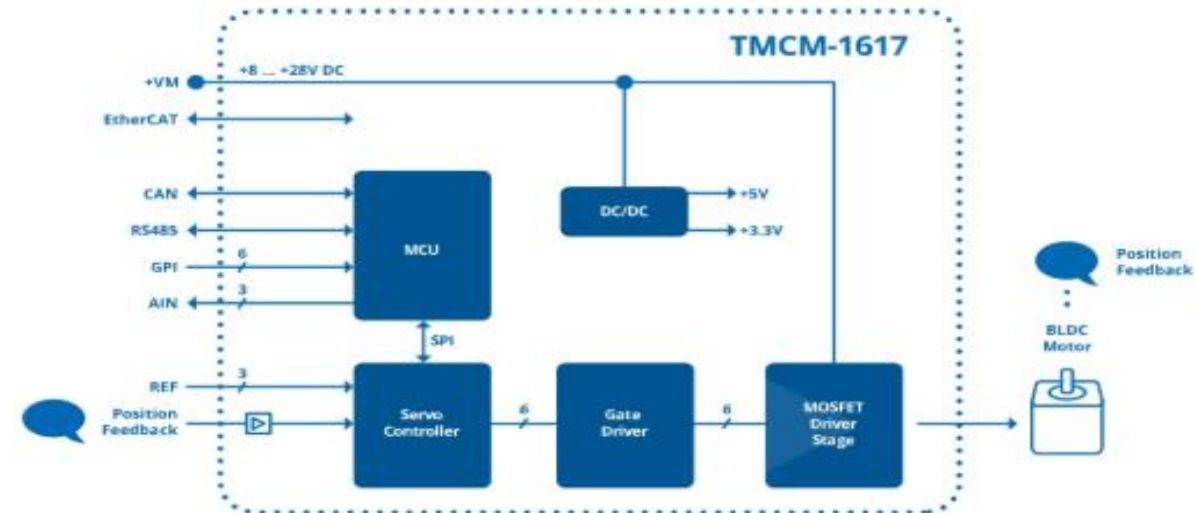 TMCM-1617
+8 ... +28V DC
+VM
EtherCAT
CAN
RS485
6
GPI
3
AIN
MCU
DC/DC
+5V
+3.3V
SPI
3
REF
Position
Feedback
Servo
Controller
6
Gate
Driver
6
MOSFET
Driver
Stage
Position
Feedback
BLDC
Motor